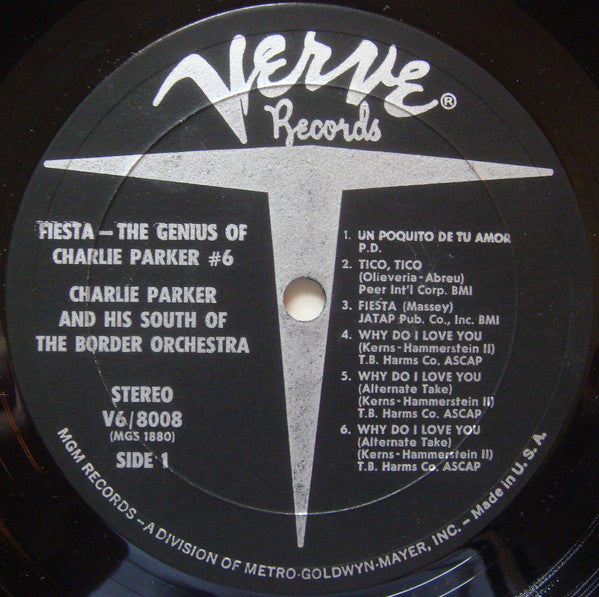 Verve®
Records
FIESTA — THE GENIUS OF
CHARLIE PARKER #6
CHARLIE PARKER
AND HIS SOUTH OF
THE BORDER ORCHESTRA
STEREO
V6/8008
(MGS 1880)
SIDE 1
1. UN POQUITO DE TU AMOR
P.D.
2. TICO, TICO
(Olieveria-Abreu)
Peer Int'l Corp. BMI
3. FIESTA (Massey)
JATAP Pub. Co., Inc. BMI
4. WHY DO I LOVE YOU
(Kerns-Hammerstein II)
T.B. Harms Co. ASCAP
5. WHY DO I LOVE YOU
(Alternate Take)
(Kerns-Hammerstein II)
T.B. Harms Co. ASCAP
6. WHY DO I LOVE YOU
(Alternate Take)
(Kerns-Hammerstein II)
T.B. Harms Co. ASCAP
MGM RECORDS—A DIVISION OF METRO-GOLDWYN-MAYER, INC.—Made in U.S.A.